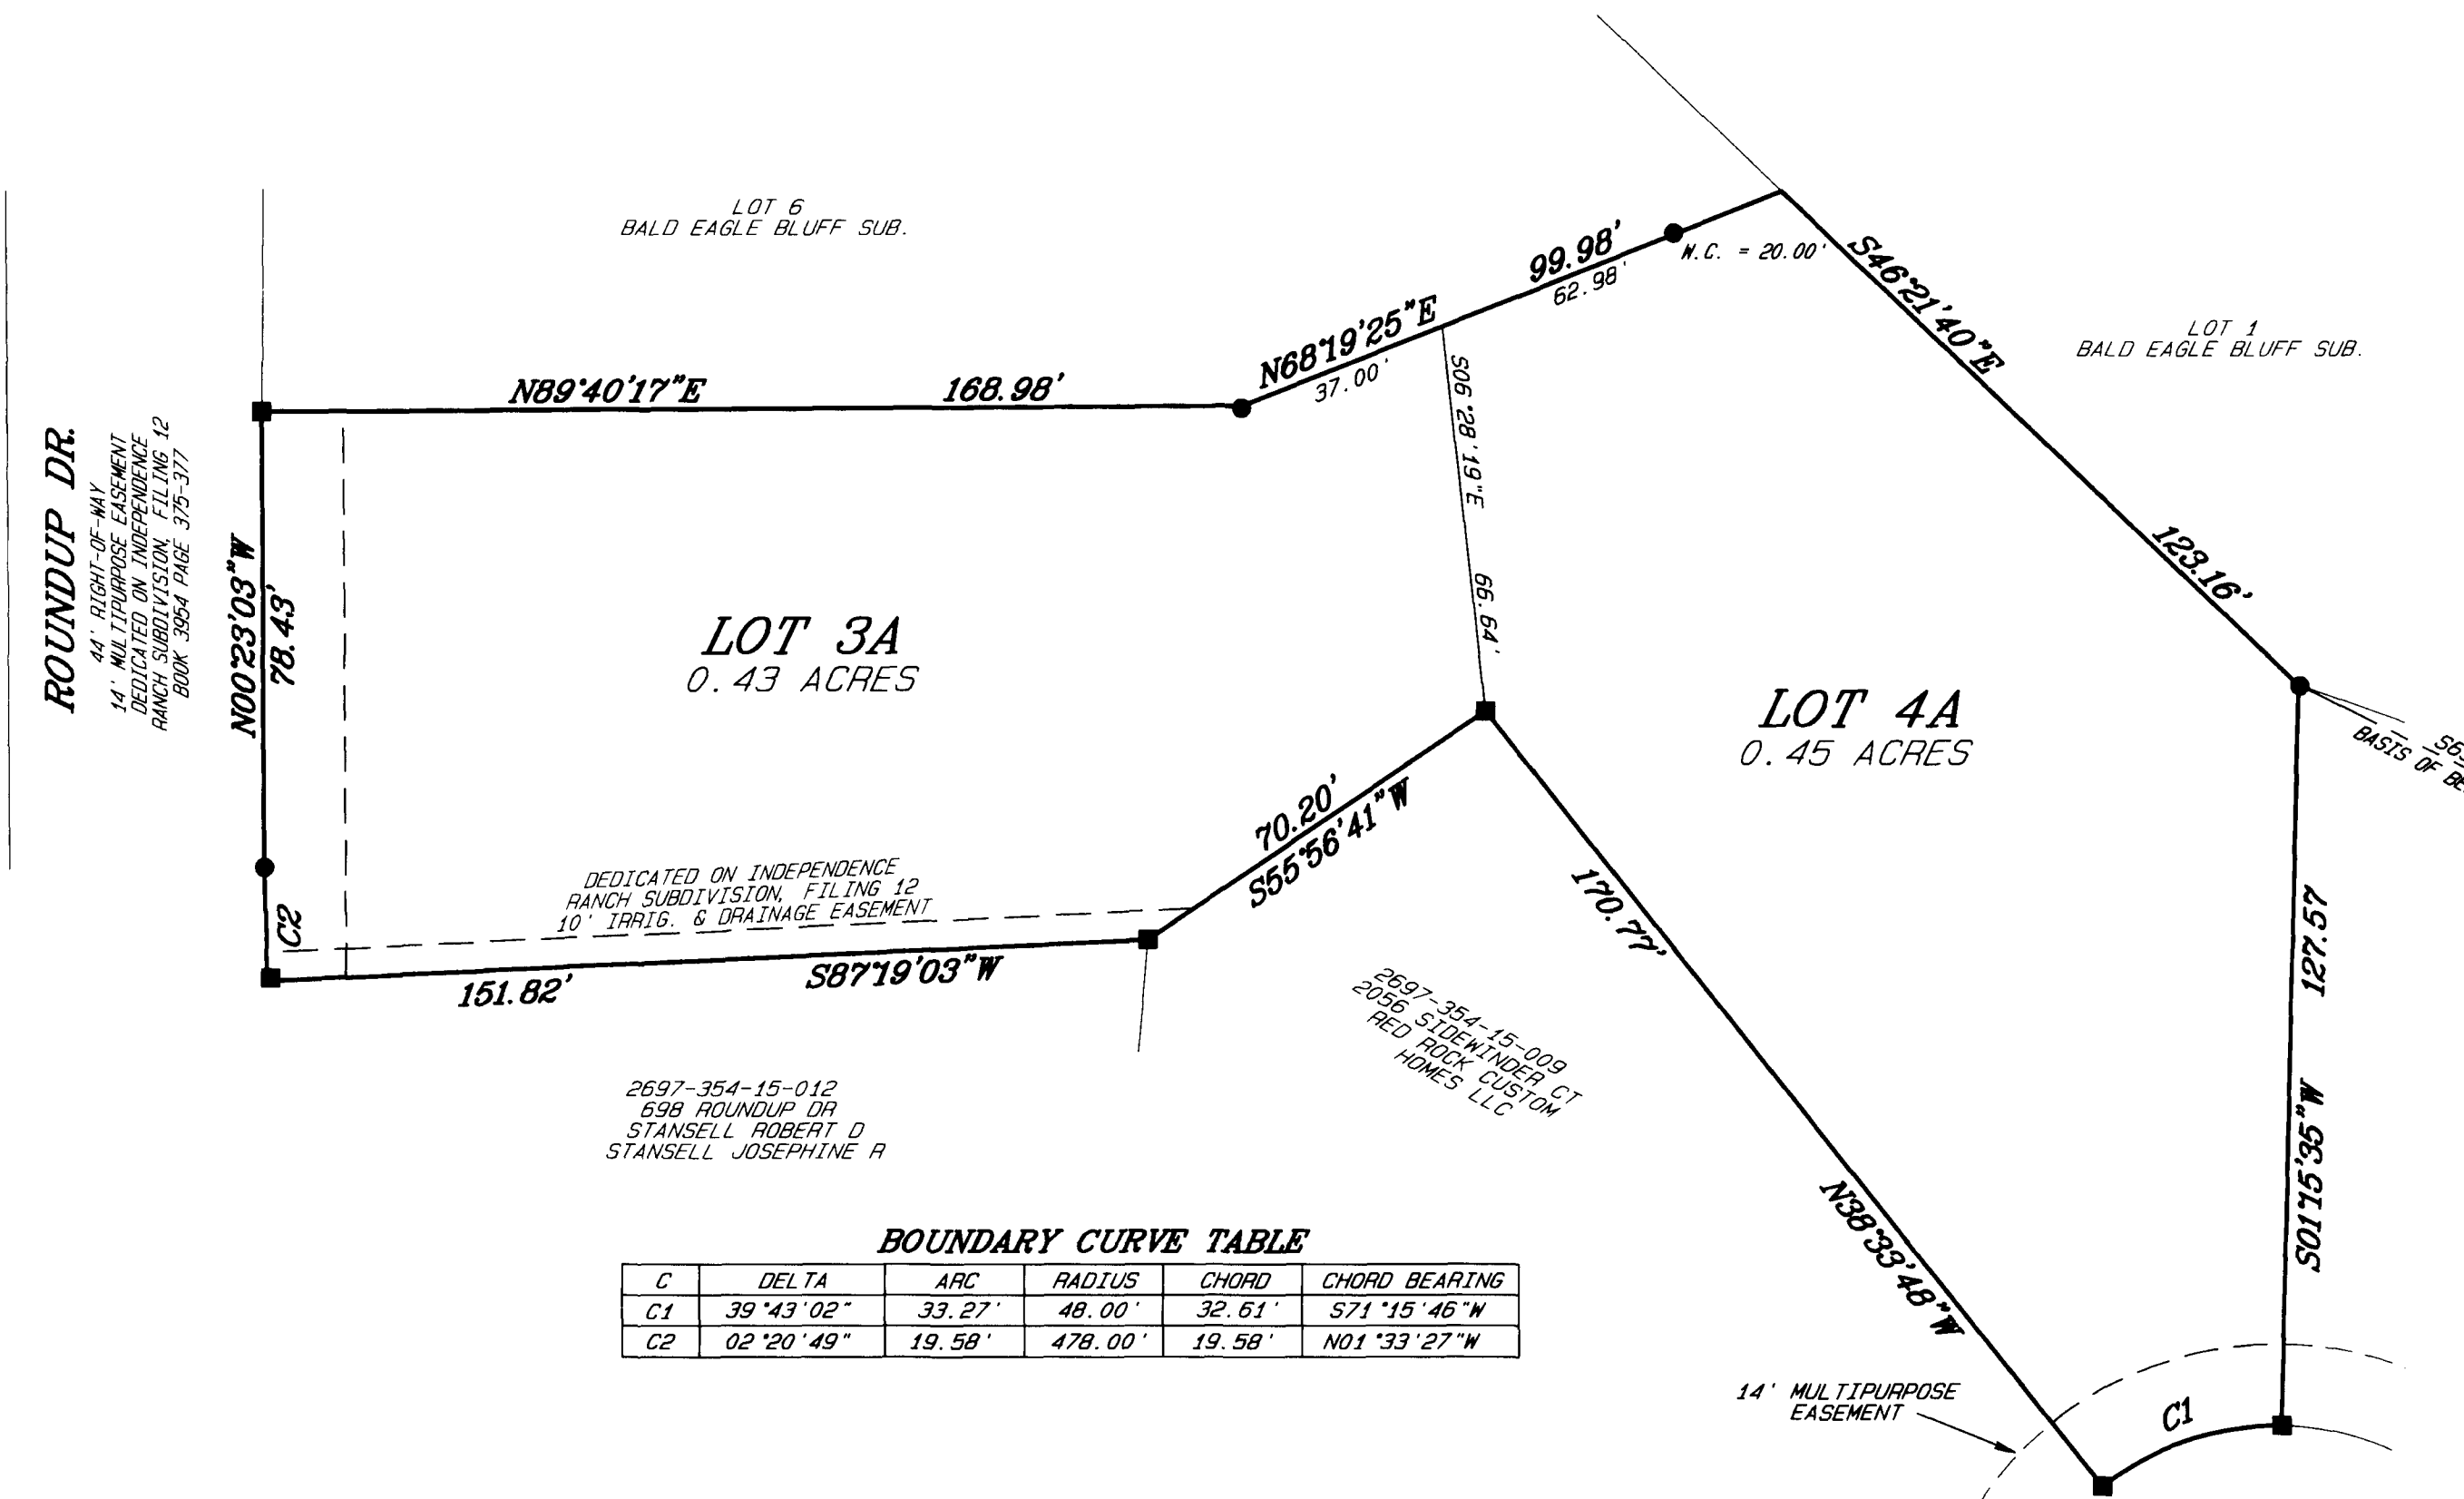 LOT 6
BALD EAGLE BLUFF SUB.
99.98'
62.98'
W.C. = 20.00'
N68°19'25"E
37.00'
S46°21'40"E
123.16'
LOT 1
BALD EAGLE BLUFF SUB.
N89°40'17"E 168.98'
S06°28'19"E 66.64'
ROUNDUP DR.
44' RIGHT-OF-WAY
14' MULTIPURPOSE EASEMENT
DEDICATED ON INDEPENDENCE
RANCH SUBDIVISION, FILING 12
BOOK 3954 PAGE 375-377
N00°23'03"W
78.43'
LOT 3A
0.43 ACRES
LOT 4A
0.45 ACRES
BASIS OF
C2
DEDICATED ON INDEPENDENCE
RANCH SUBDIVISION, FILING 12
10' IRRIG. & DRAINAGE EASEMENT
70.20'
S55°56'41"W
151.82' S87°19'03"W
170.77'
N38°33'48"W
127.57
S01°15'35"W
2697-354-15-009
2056 SIDEWINDER CT
RED ROCK CUSTOM
HOMES LLC
2697-354-15-012
698 ROUNDUP DR
STANSELL ROBERT D
STANSELL JOSEPHINE R
BOUNDARY CURVE TABLE
C DELTA ARC RADIUS CHORD CHORD BEARING
C1 39°43'02" 33.27' 48.00' 32.61' S71°15'46"W
C2 02°20'49" 19.58' 478.00' 19.58' N01°33'27"W
14' MULTIPURPOSE
EASEMENT
C1